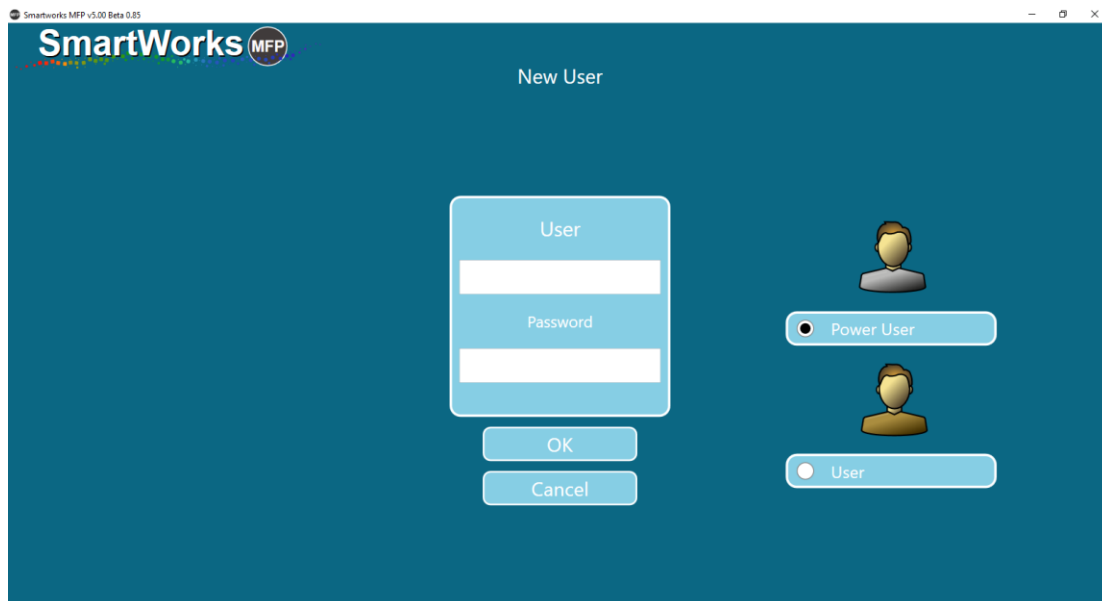 Smartworks MFP v5.00 Beta 0.85
SmartWorks MFP
New User
User
Password
OK
Cancel
Power User
User